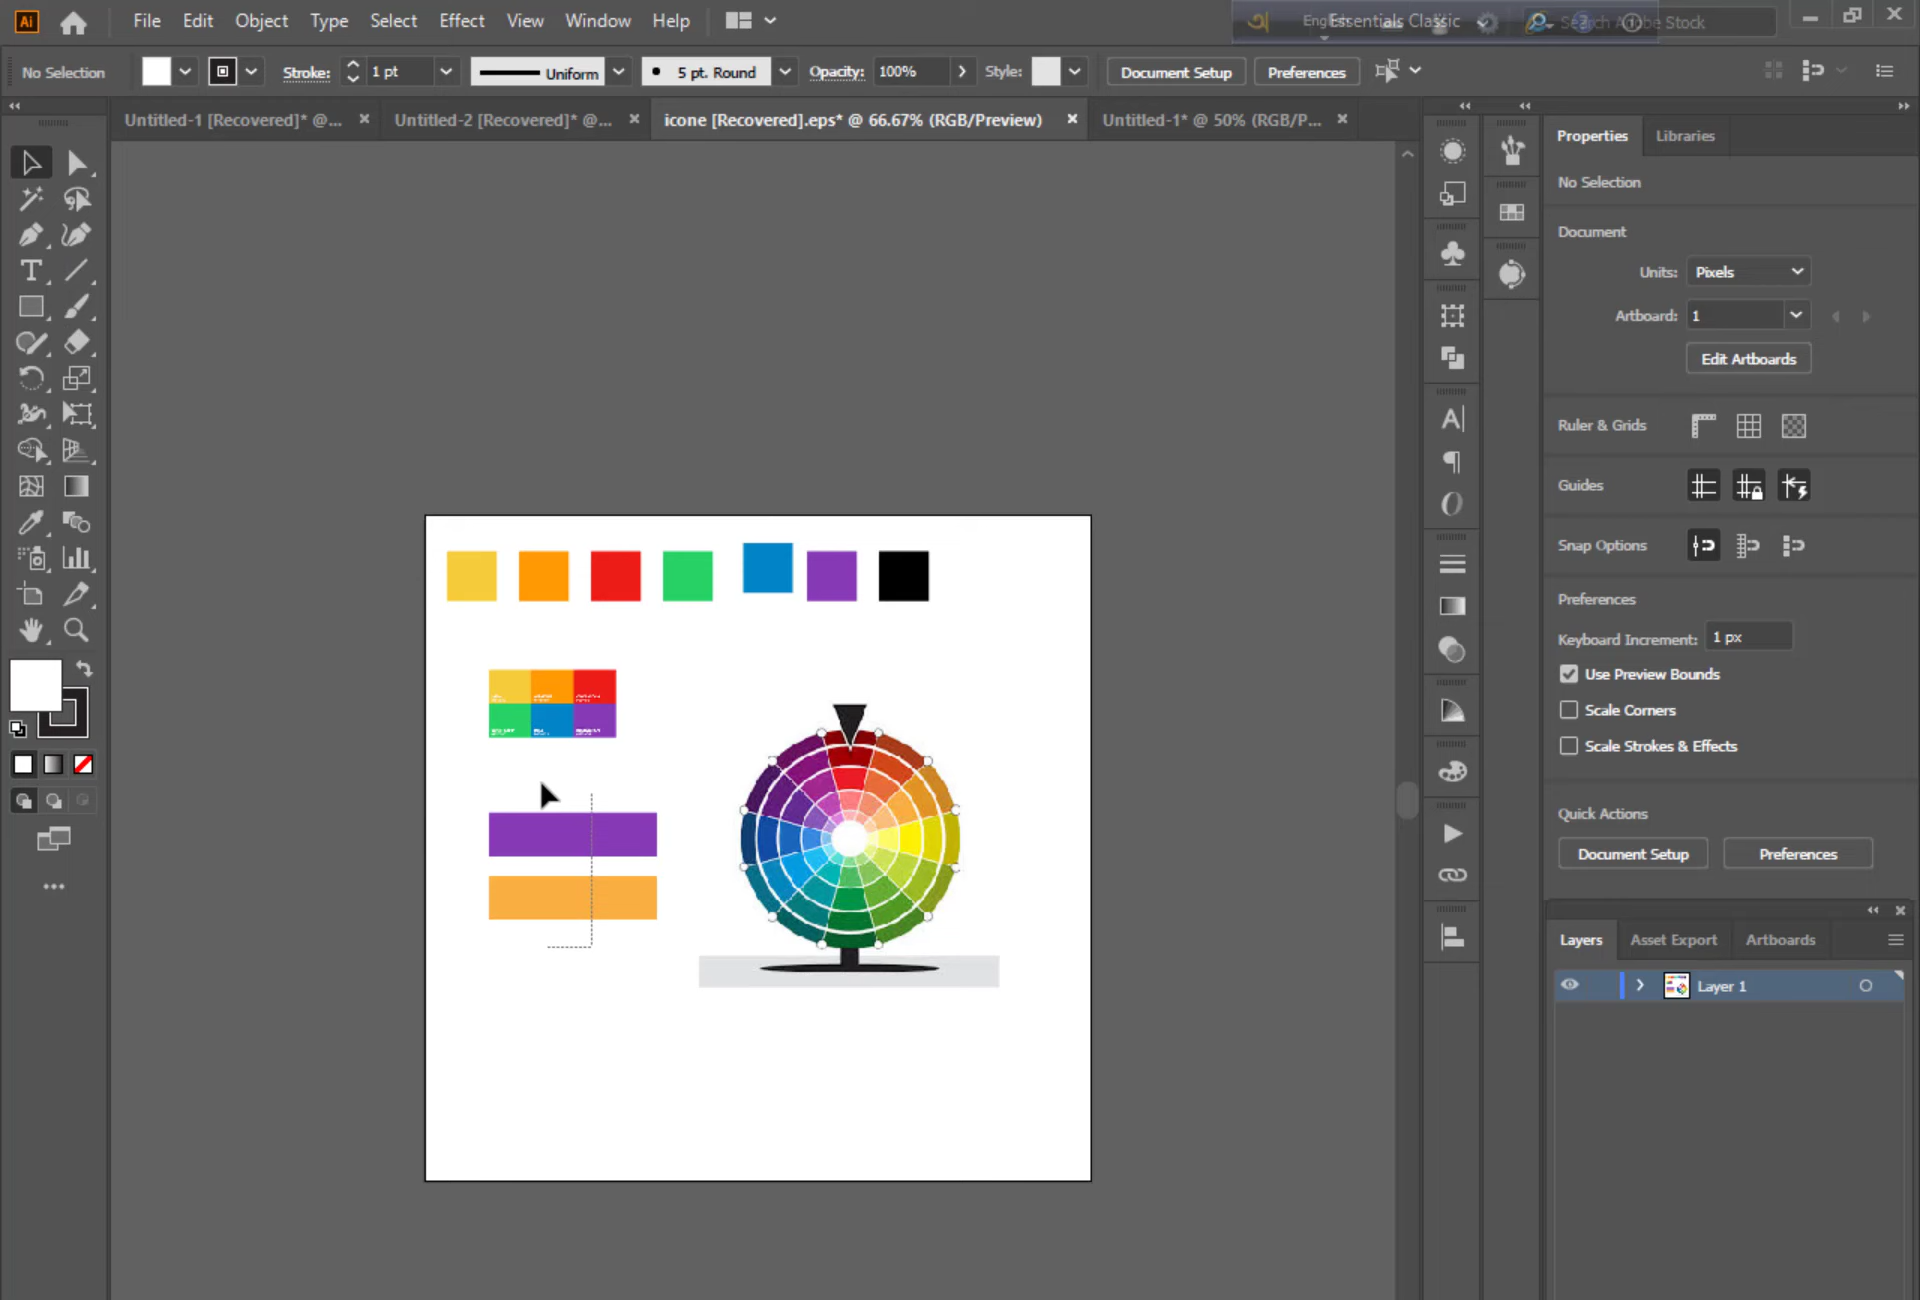 Ai File Edit Object Type Select Effect View Window Help English Essentials Classic Search Adobe Stock
No Selection Stroke: 1 pt Uniform 5 pt. Round Opacity: 100% Style: Document Setup Preferences
Untitled-1 [Recovered]* @... Untitled-2 [Recovered]* @... icone [Recovered].eps* @ 66.67% (RGB/Preview) Untitled-1* @ 50% (RGB/P...
Properties Libraries
No Selection
Document
Units: Pixels
Artboard: 1
Edit Artboards
Ruler & Grids
Guides
Snap Options
Preferences
Keyboard Increment: 1 px
Use Preview Bounds
Scale Corners
Scale Strokes & Effects
Quick Actions
Document Setup Preferences
Layers Asset Export Artboards
Layer 1